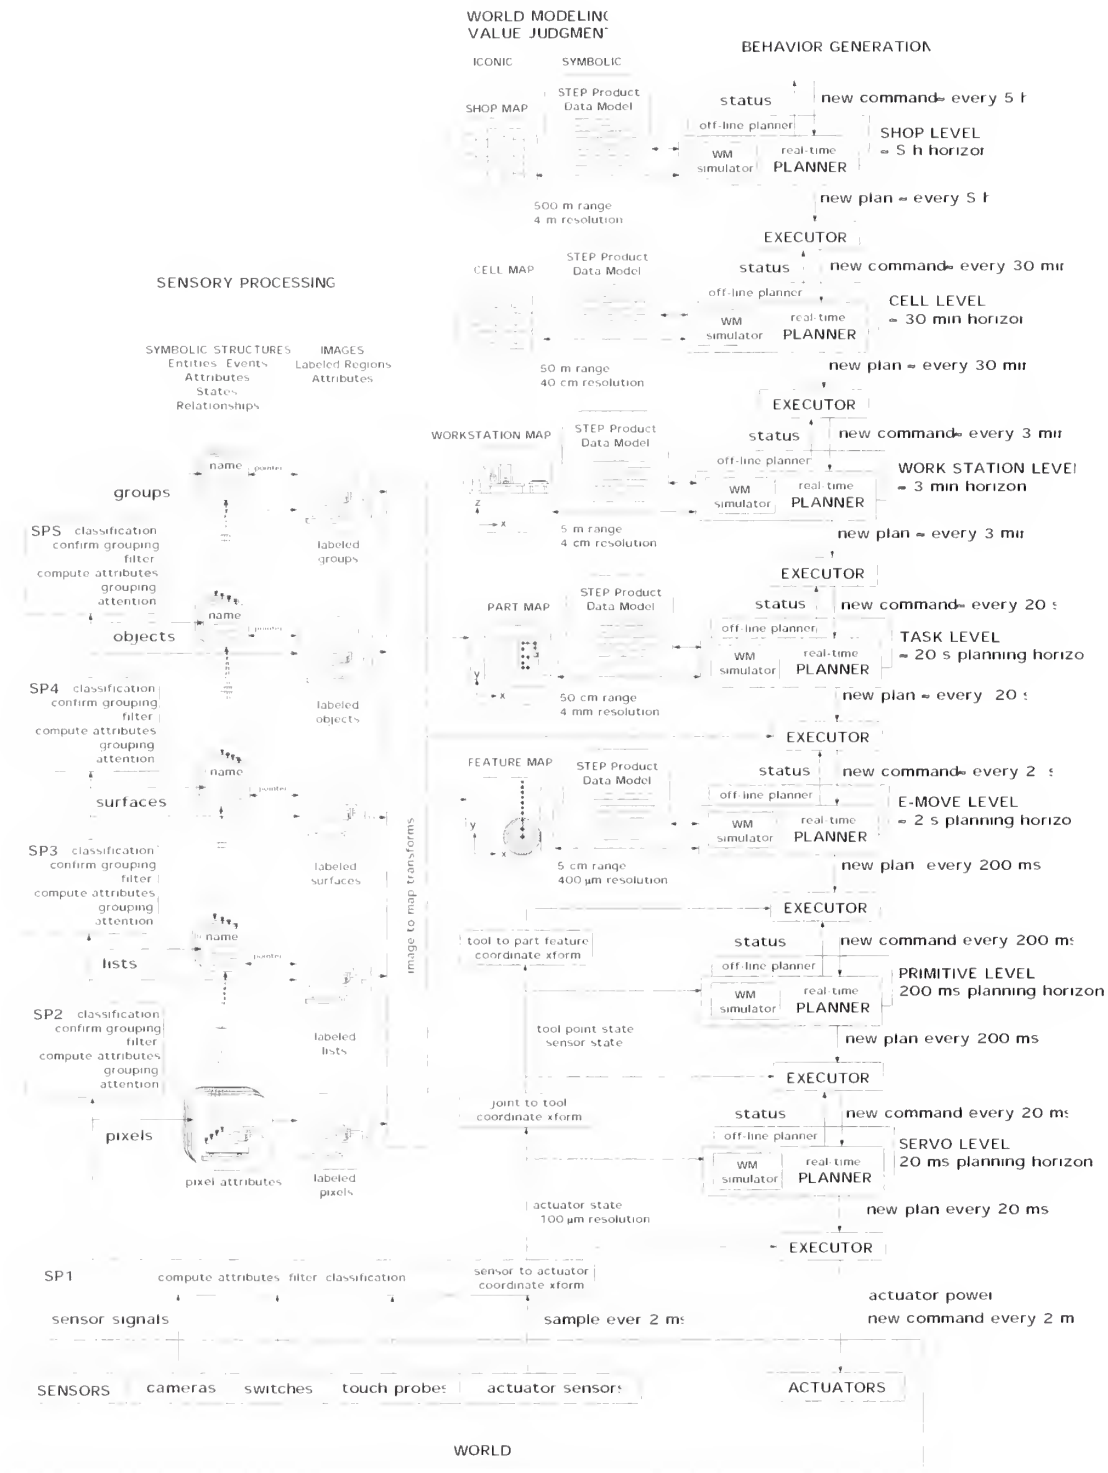 WORLD MODELING
VALUE JUDGMENT
BEHAVIOR GENERATION
ICONIC
SYMBOLIC
SHOP MAP
STEP Product
Data Model
status
new command≈ every 5 h
off-line planner
SHOP LEVEL
≈ 5 h horizon
WM
simulator
real-time
PLANNER
500 m range
4 m resolution
new plan ≈ every 5 h
EXECUTOR
CELL MAP
STEP Product
Data Model
status
new command≈ every 30 min
off-line planner
CELL LEVEL
≈ 30 min horizon
WM
simulator
real-time
PLANNER
50 m range
40 cm resolution
new plan ≈ every 30 min
EXECUTOR
WORKSTATION MAP
STEP Product
Data Model
status
new command≈ every 3 min
off-line planner
WORK STATION LEVEL
≈ 3 min horizon
WM
simulator
real-time
PLANNER
z
x
5 m range
4 cm resolution
new plan ≈ every 3 min
EXECUTOR
PART MAP
STEP Product
Data Model
status
new command≈ every 20 s
off-line planner
TASK LEVEL
≈ 20 s planning horizo
WM
simulator
real-time
PLANNER
y
x
50 cm range
4 mm resolution
new plan ≈ every 20 s
EXECUTOR
FEATURE MAP
STEP Product
Data Model
status
new command≈ every 2 s
off-line planner
E-MOVE LEVEL
≈ 2 s planning horizo
WM
simulator
real-time
PLANNER
y
x
5 cm range
400 µm resolution
new plan every 200 ms
EXECUTOR
tool to part feature
coordinate xform
status
new command every 200 ms
off-line planner
PRIMITIVE LEVEL
200 ms planning horizon
WM
simulator
real-time
PLANNER
tool point state
sensor state
new plan every 200 ms
EXECUTOR
joint to tool
coordinate xform
status
new command every 20 ms
off-line planner
SERVO LEVEL
20 ms planning horizon
WM
simulator
real-time
PLANNER
actuator state
100 µm resolution
new plan every 20 ms
EXECUTOR
SENSORY PROCESSING
SYMBOLIC STRUCTURES
Entities Events
Attributes
States
Relationships
IMAGES
Labeled Regions
Attributes
name
pointer
groups
labeled
groups
SP5 classification
confirm grouping
filter
compute attributes
grouping
attention
name
pointer
objects
labeled
objects
SP4 classification
confirm grouping
filter
compute attributes
grouping
attention
name
pointer
surfaces
labeled
surfaces
SP3 classification
confirm grouping
filter
compute attributes
grouping
attention
name
pointer
lists
labeled
lists
SP2 classification
confirm grouping
filter
compute attributes
grouping
attention
pixels
pixel attributes
labeled
pixels
image to map transforms
SP1
compute attributes filter classification
sensor to actuator
coordinate xform
actuator power
sensor signals
sample ever 2 ms
new command every 2 m
SENSORS
cameras
switches
touch probes
actuator sensors
ACTUATORS
WORLD